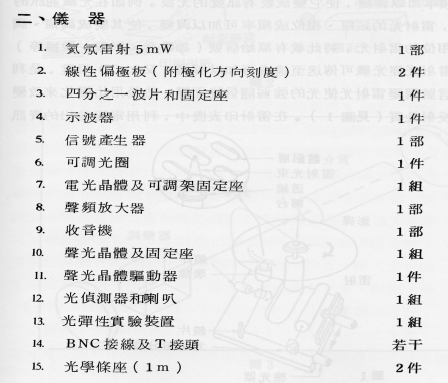 二、儀器
1. 氦氖雷射5mW 1部
2. 線性偏極板(附極化方向刻度) 2件
3. 四分之一波片和固定座 1件
4. 示波器 1件
5. 信號產生器 1部
6. 可調光圈 1件
7. 電光晶體及可調架固定座 1組
8. 聲頻放大器 1部
9. 收音機 1部
10. 聲光晶體及固定座 1組
11. 聲光晶體驅動器 1件
12. 光偵測器和喇叭 1組
13. 光彈性實驗裝置 1組
14. BNC接線及T接頭 若干
15. 光學條座(1m) 2件